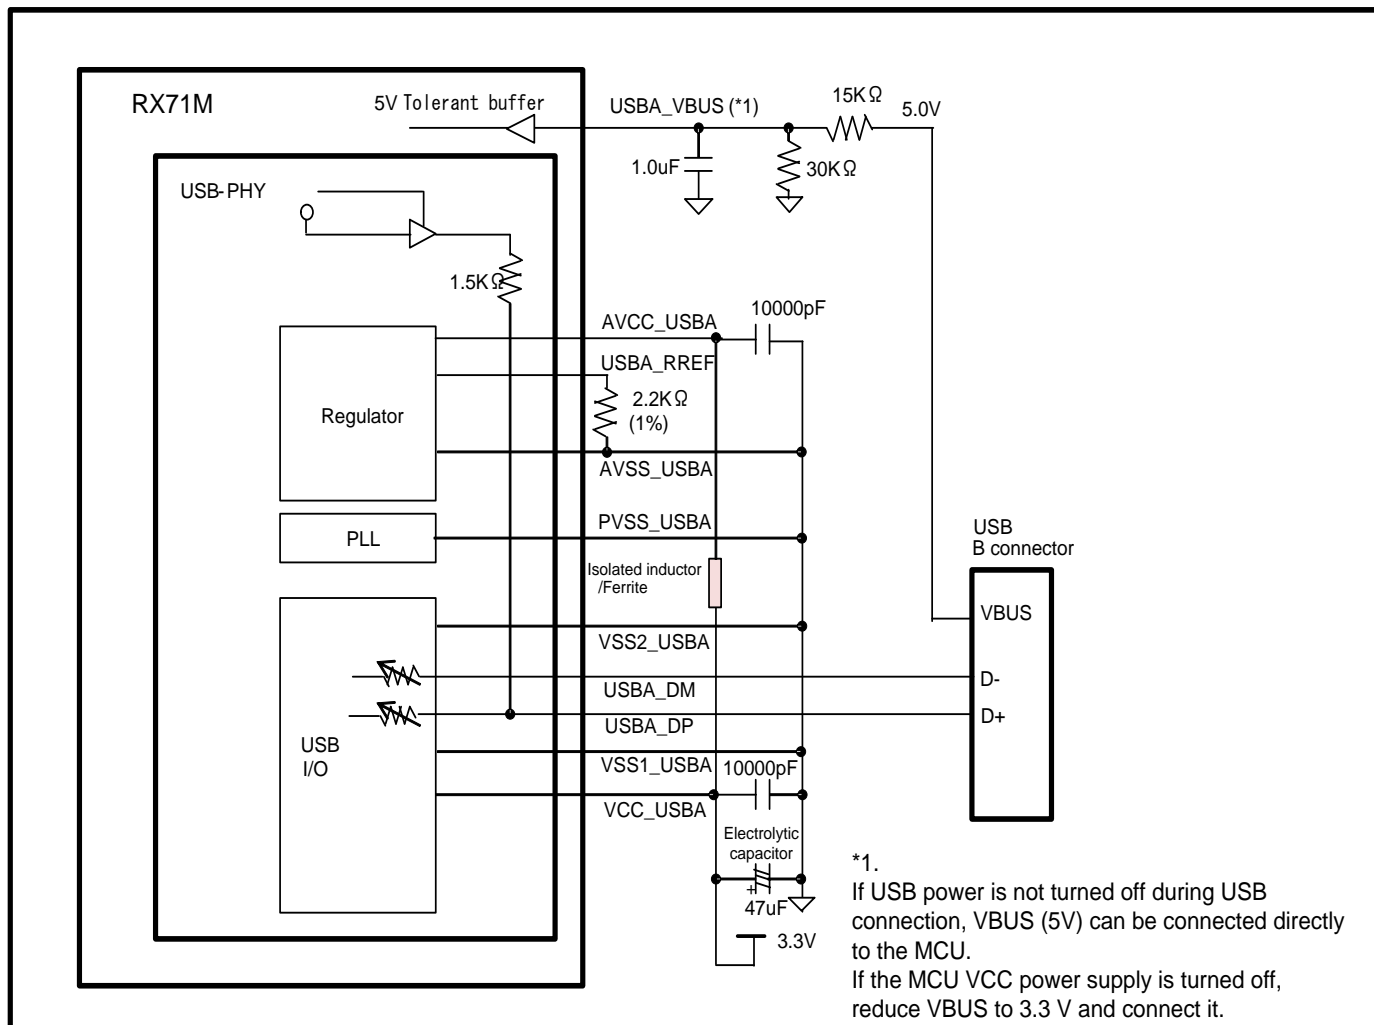 RX71M
5V Tolerant buffer
USBA_VBUS (*1)
15KΩ
5.0V
1.0uF
30KΩ
USB-PHY
1.5KΩ
10000pF
AVCC_USBA
USBA_RREF
2.2KΩ
(1%)
Regulator
AVSS_USBA
PVSS_USBA
PLL
USB
B connector
Isolated inductor
/Ferrite
VBUS
VSS2_USBA
D-
USBA_DM
D+
USBA_DP
USB
I/O
VSS1_USBA
10000pF
VCC_USBA
Electrolytic
capacitor
+
47uF
3.3V
*1.
If USB power is not turned off during USB
connection, VBUS (5V) can be connected directly
to the MCU.
If the MCU VCC power supply is turned off,
reduce VBUS to 3.3 V and connect it.